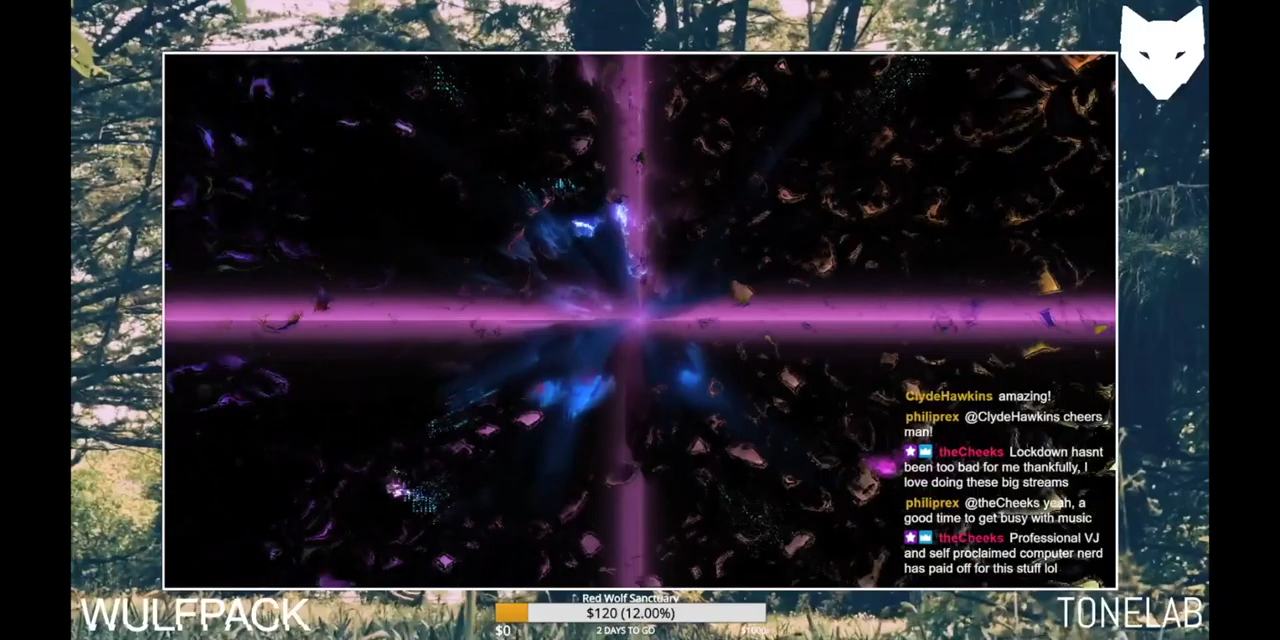 ClydeHawkins amazing!
philiprex @ClydeHawkins cheers
man!
theCheeks Lockdown hasnt
been too bad for me thankfully, I
love doing these big streams
philiprex @theCheeks yeah, a
good time to get busy with music
theCheeks Professional VJ
and self proclaimed computer nerd
has paid off for this stuff lol
WULFPACK
Red Wolf Sanctuary
$120 (12.00%)
$0 2 DAYS TO GO $1000
TONELAB